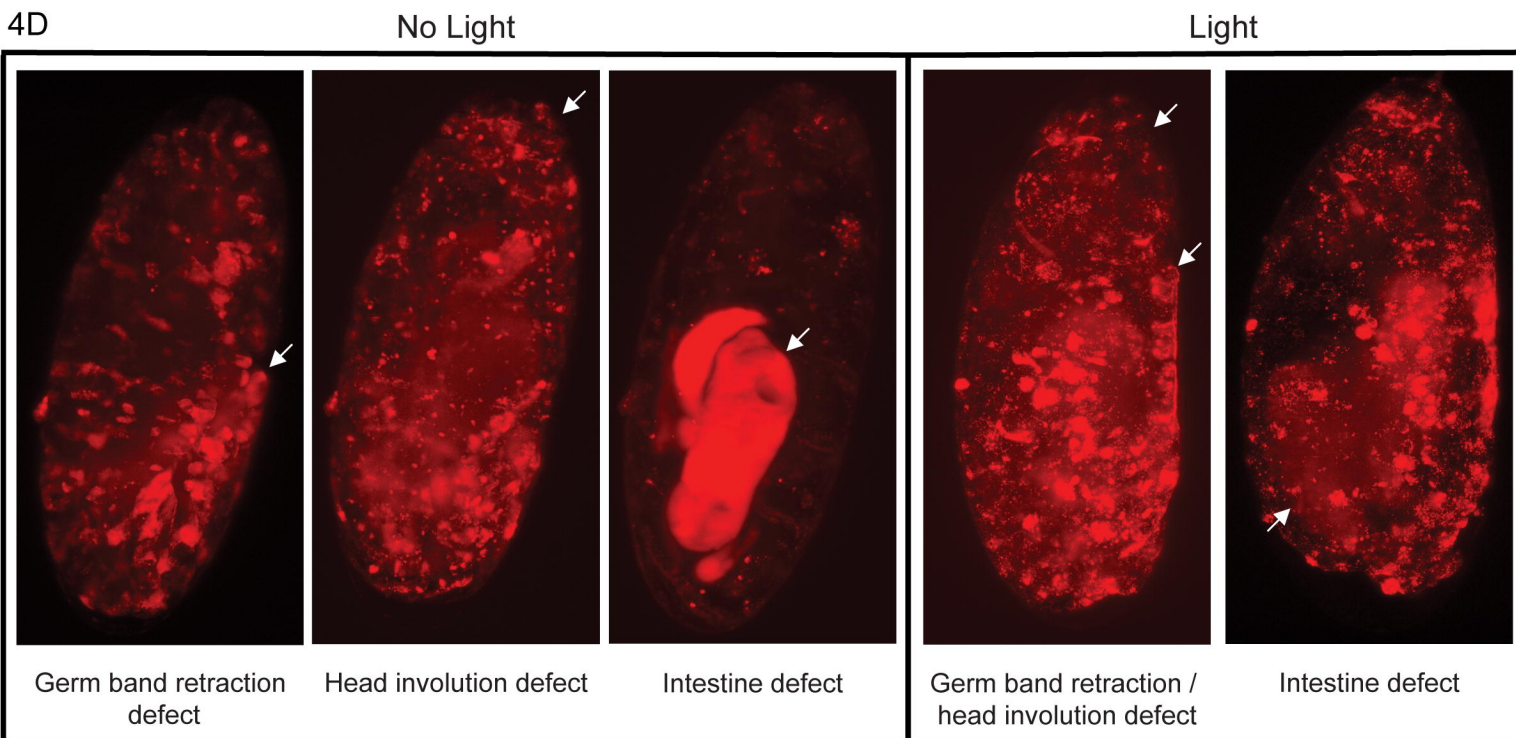 4D
No Light
Light
Germ band retraction
defect
Head involution defect
Intestine defect
Germ band retraction /
head involution defect
Intestine defect